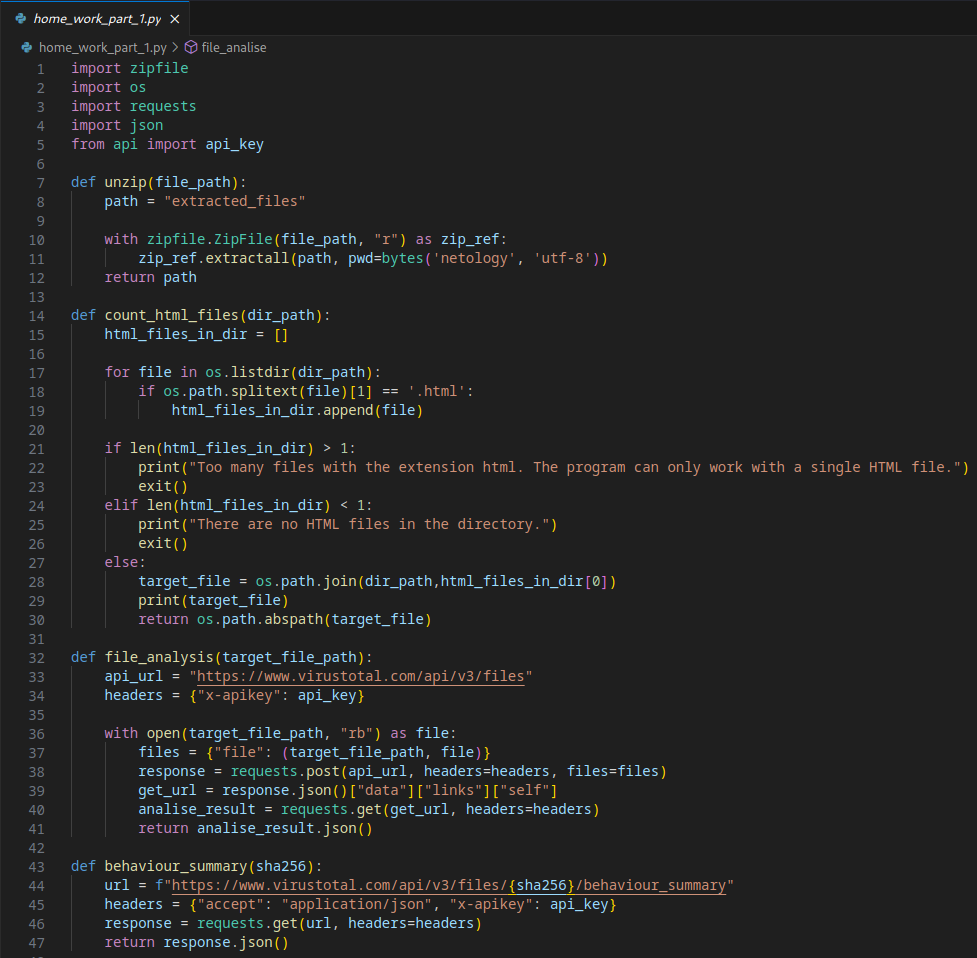 home_work_part_1.py ×
home_work_part_1.py > file_analise
1 import zipfile
2 import os
3 import requests
4 import json
5 from api import api_key
6
7 def unzip(file_path):
8     path = "extracted_files"
9
10     with zipfile.ZipFile(file_path, "r") as zip_ref:
11         zip_ref.extractall(path, pwd=bytes('netology', 'utf-8'))
12     return path
13
14 def count_html_files(dir_path):
15     html_files_in_dir = []
16
17     for file in os.listdir(dir_path):
18         if os.path.splitext(file)[1] == '.html':
19             html_files_in_dir.append(file)
20
21     if len(html_files_in_dir) > 1:
22         print("Too many files with the extension html. The program can only work with a single HTML file.")
23         exit()
24     elif len(html_files_in_dir) < 1:
25         print("There are no HTML files in the directory.")
26         exit()
27     else:
28         target_file = os.path.join(dir_path,html_files_in_dir[0])
29         print(target_file)
30         return os.path.abspath(target_file)
31
32 def file_analysis(target_file_path):
33     api_url = "https://www.virustotal.com/api/v3/files"
34     headers = {"x-apikey": api_key}
35
36     with open(target_file_path, "rb") as file:
37         files = {"file": (target_file_path, file)}
38         response = requests.post(api_url, headers=headers, files=files)
39         get_url = response.json()["data"]["links"]["self"]
40         analise_result = requests.get(get_url, headers=headers)
41         return analise_result.json()
42
43 def behaviour_summary(sha256):
44     url = f"https://www.virustotal.com/api/v3/files/{sha256}/behaviour_summary"
45     headers = {"accept": "application/json", "x-apikey": api_key}
46     response = requests.get(url, headers=headers)
47     return response.json()